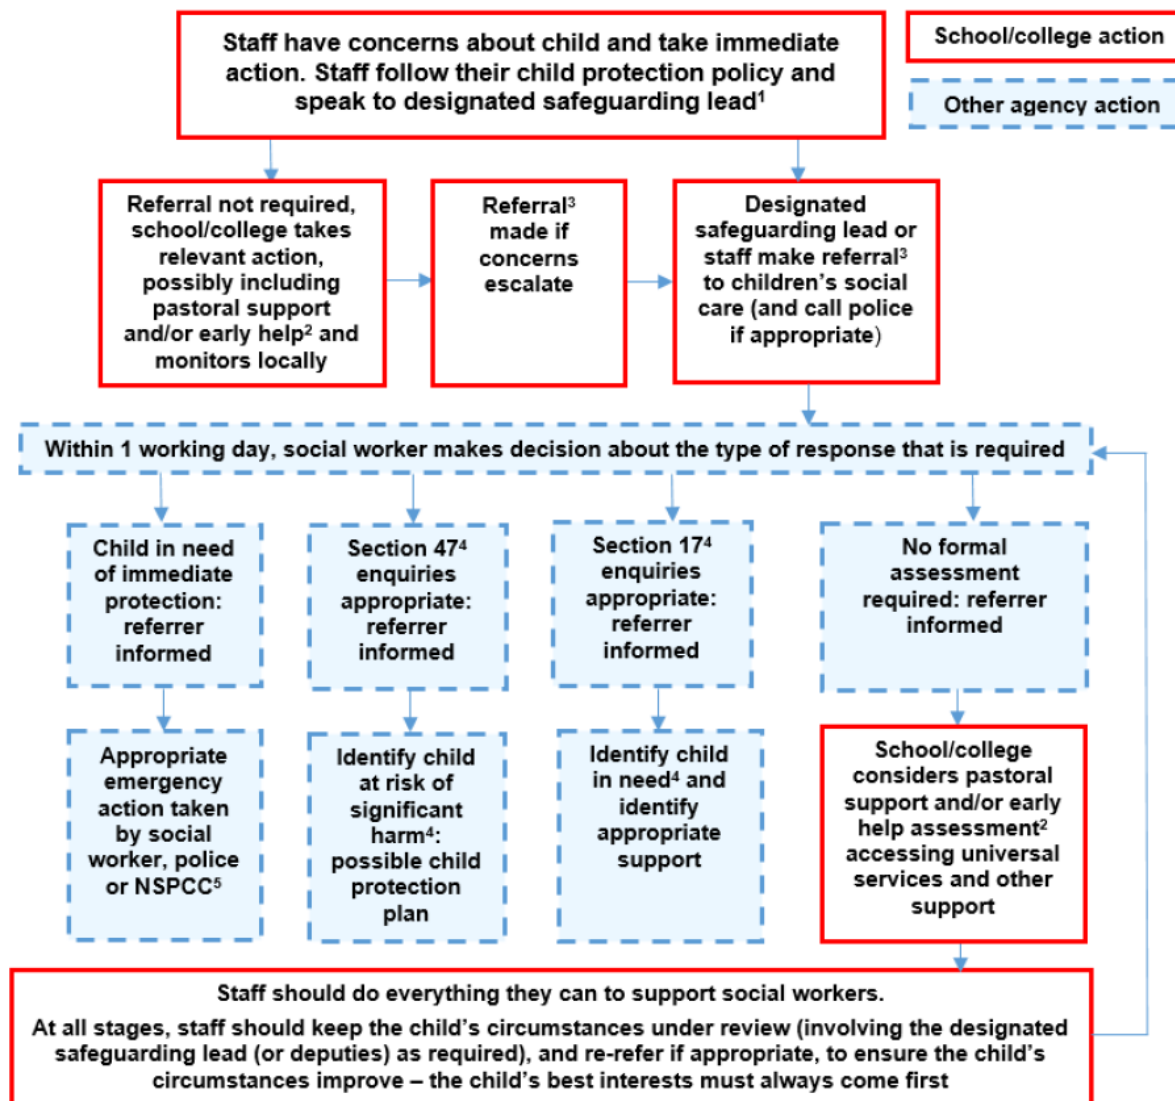 Staff have concerns about child and take immediate
action. Staff follow their child protection policy and
speak to designated safeguarding lead¹
School/college action
Other agency action
Referral not required,
school/college takes
relevant action,
possibly including
pastoral support
and/or early help² and
monitors locally
Referral³
made if
concerns
escalate
Designated
safeguarding lead or
staff make referral³
to children’s social
care (and call police
if appropriate)
Within 1 working day, social worker makes decision about the type of response that is required
Child in need
of immediate
protection:
referrer
informed
Section 47⁴
enquiries
appropriate:
referrer
informed
Section 17⁴
enquiries
appropriate:
referrer
informed
No formal
assessment
required: referrer
informed
Appropriate
emergency
action taken
by social
worker, police
or NSPCC⁵
Identify child
at risk of
significant
harm⁴:
possible child
protection
plan
Identify child
in need⁴ and
identify
appropriate
support
School/college
considers pastoral
support and/or early
help assessment²
accessing universal
services and other
support
Staff should do everything they can to support social workers.
At all stages, staff should keep the child’s circumstances under review (involving the designated
safeguarding lead (or deputies) as required), and re-refer if appropriate, to ensure the child’s
circumstances improve – the child’s best interests must always come first